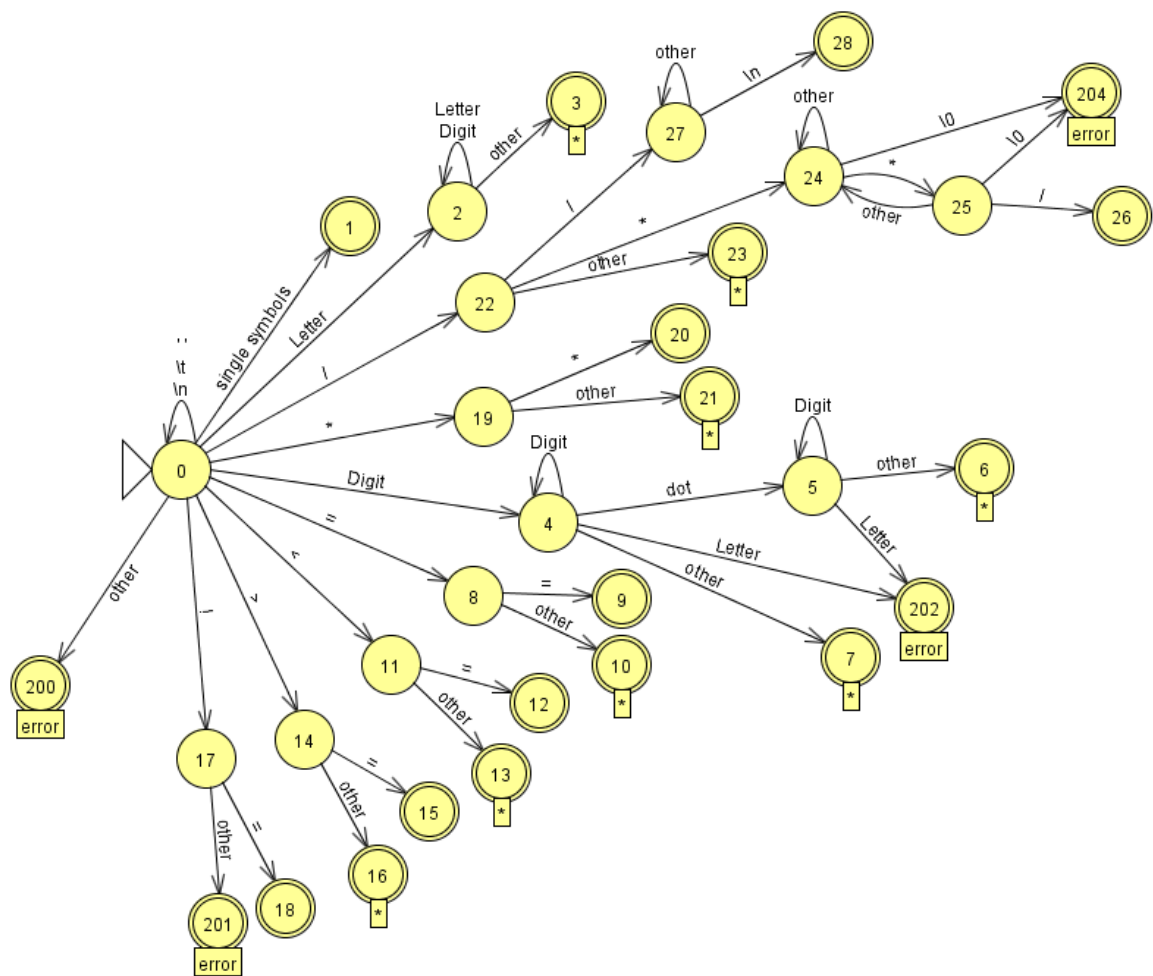 28
other
\n
3
*
other
27
Letter
Digit
other
204
error
\0
other
24
*
\0
25
/
26
other
2
1
/
*
23
*
other
22
single symbols
Letter
/
' '
\t
\n
20
*
19
other
21
*
*
0
Digit
Digit
4
dot
Digit
5
other
6
*
Letter
Letter
202
error
other
7
*
=
8
=
9
other
10
*
<
11
=
12
other
13
*
>
14
=
15
other
16
*
other
200
error
!
17
=
18
other
201
error